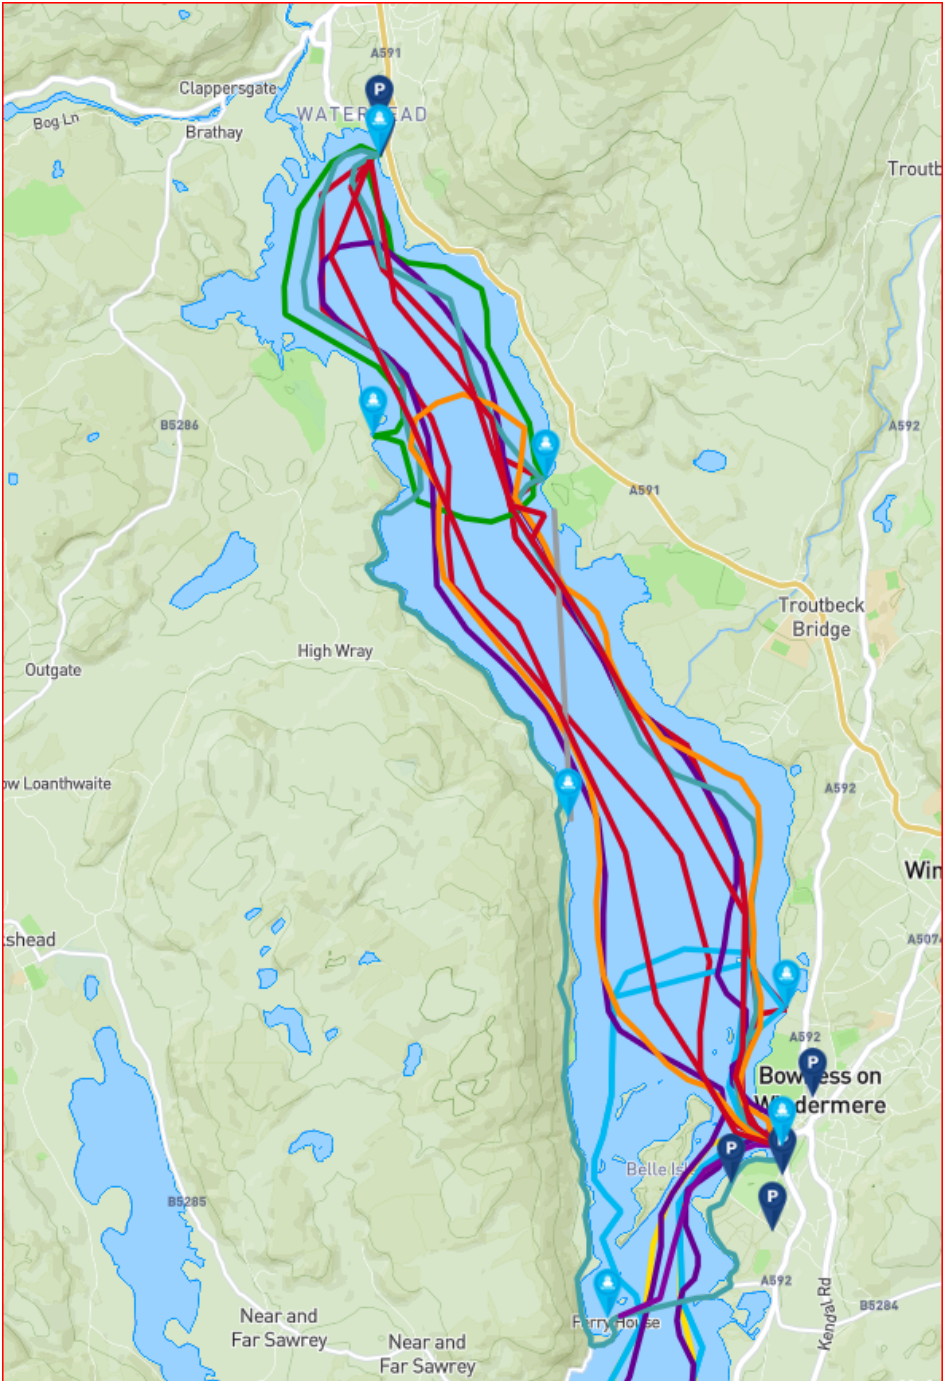 A591
Clappersgate
P
WATERHEAD
Bog Ln
Brathay
Troutb
B5286
A592
A591
Troutbeck
Bridge
High Wray
Outgate
ow Loanthwaite
A592
Win
kshead
A5074
A592
P
Bowness on
Windermere
P
P
Belle Isle
P
B5285
A592
B5284
Kendal Rd
Near and
Far Sawrey
Ferry House
Near and
Far Sawrey